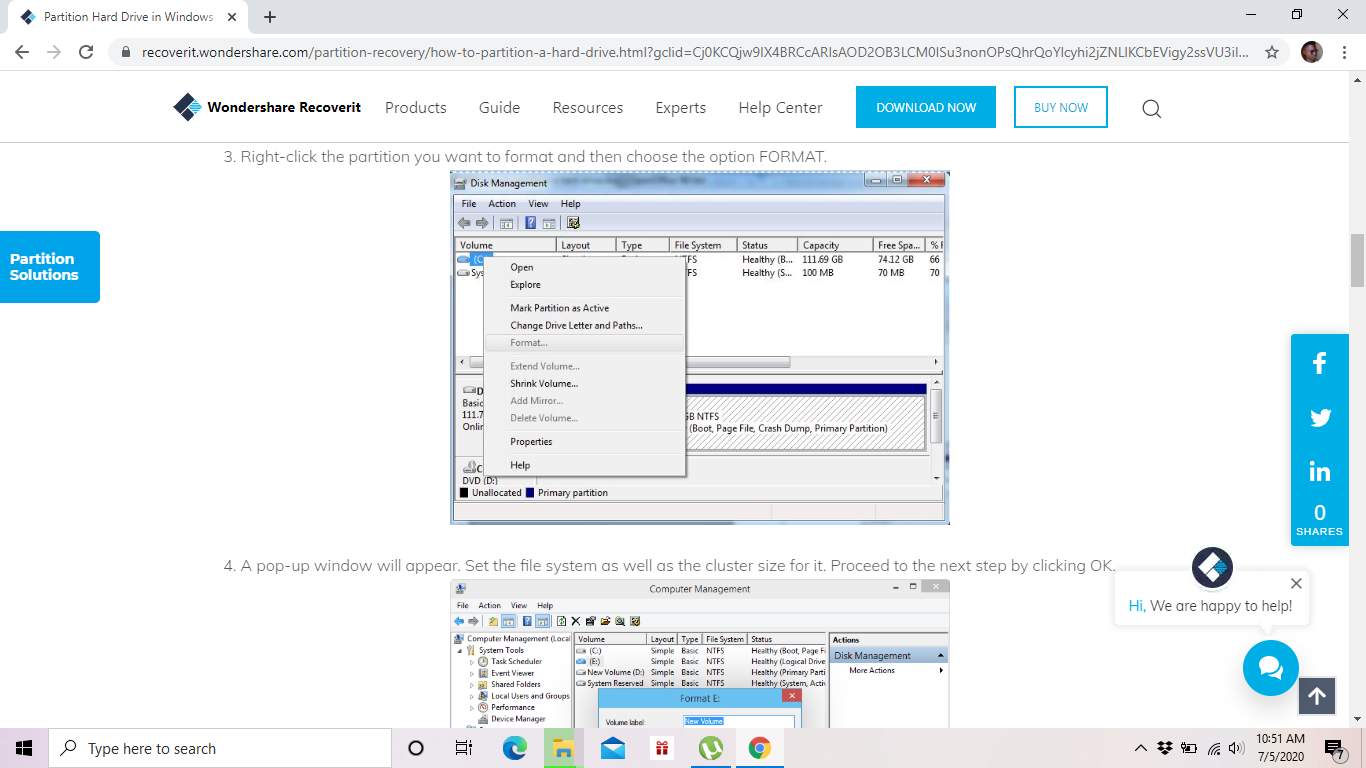 Partition Hard Drive in Windows
recoverit.wondershare.com/partition-recovery/how-to-partition-a-hard-drive.html?gclid=Cj0KCQjw9IX4BRCcARIsAOD2OB3LCM0ISu3nonOPsQhrQoYIcyhi2jZNLIKCbEVigy2ssVU3iI...
Wondershare Recoverit
Products
Guide
Resources
Experts
Help Center
DOWNLOAD NOW
BUY NOW
3. Right-click the partition you want to format and then choose the option FORMAT.
Partition
Solutions
Disk Management
File Action View Help
Volume Layout Type File System Status Capacity Free Spa... % F
(C: Healthy (B... 111.69 GB 74.12 GB 66
Sys Healthy (S... 100 MB 70 MB 70
Open
Explore
Mark Partition as Active
Change Drive Letter and Paths...
Format...
Extend Volume...
Shrink Volume...
Add Mirror...
Delete Volume...
Properties
Help
Basic
111.7
Onlin
GB NTFS
(Boot, Page File, Crash Dump, Primary Partition)
DVD (D:)
Unallocated Primary partition
0
SHARES
4. A pop-up window will appear. Set the file system as well as the cluster size for it. Proceed to the next step by clicking OK.
Computer Management
File Action View Help
Computer Management (Local
System Tools
Task Scheduler
Event Viewer
Shared Folders
Local Users and Groups
Performance
Device Manager
Volume Layout Type File System Status
(C:) Simple Basic NTFS Healthy (Boot, Page Fi
(E:) Simple Basic NTFS Healthy (Logical Drive
New Volume (D:) Simple Basic NTFS Healthy (Primary Parti
System Reserved Simple Basic NTFS Healthy (System, Activ
Actions
Disk Management
More Actions
Format E:
Volume label:
New Volume
Hi, We are happy to help!
Type here to search
10:51 AM
7/5/2020
7